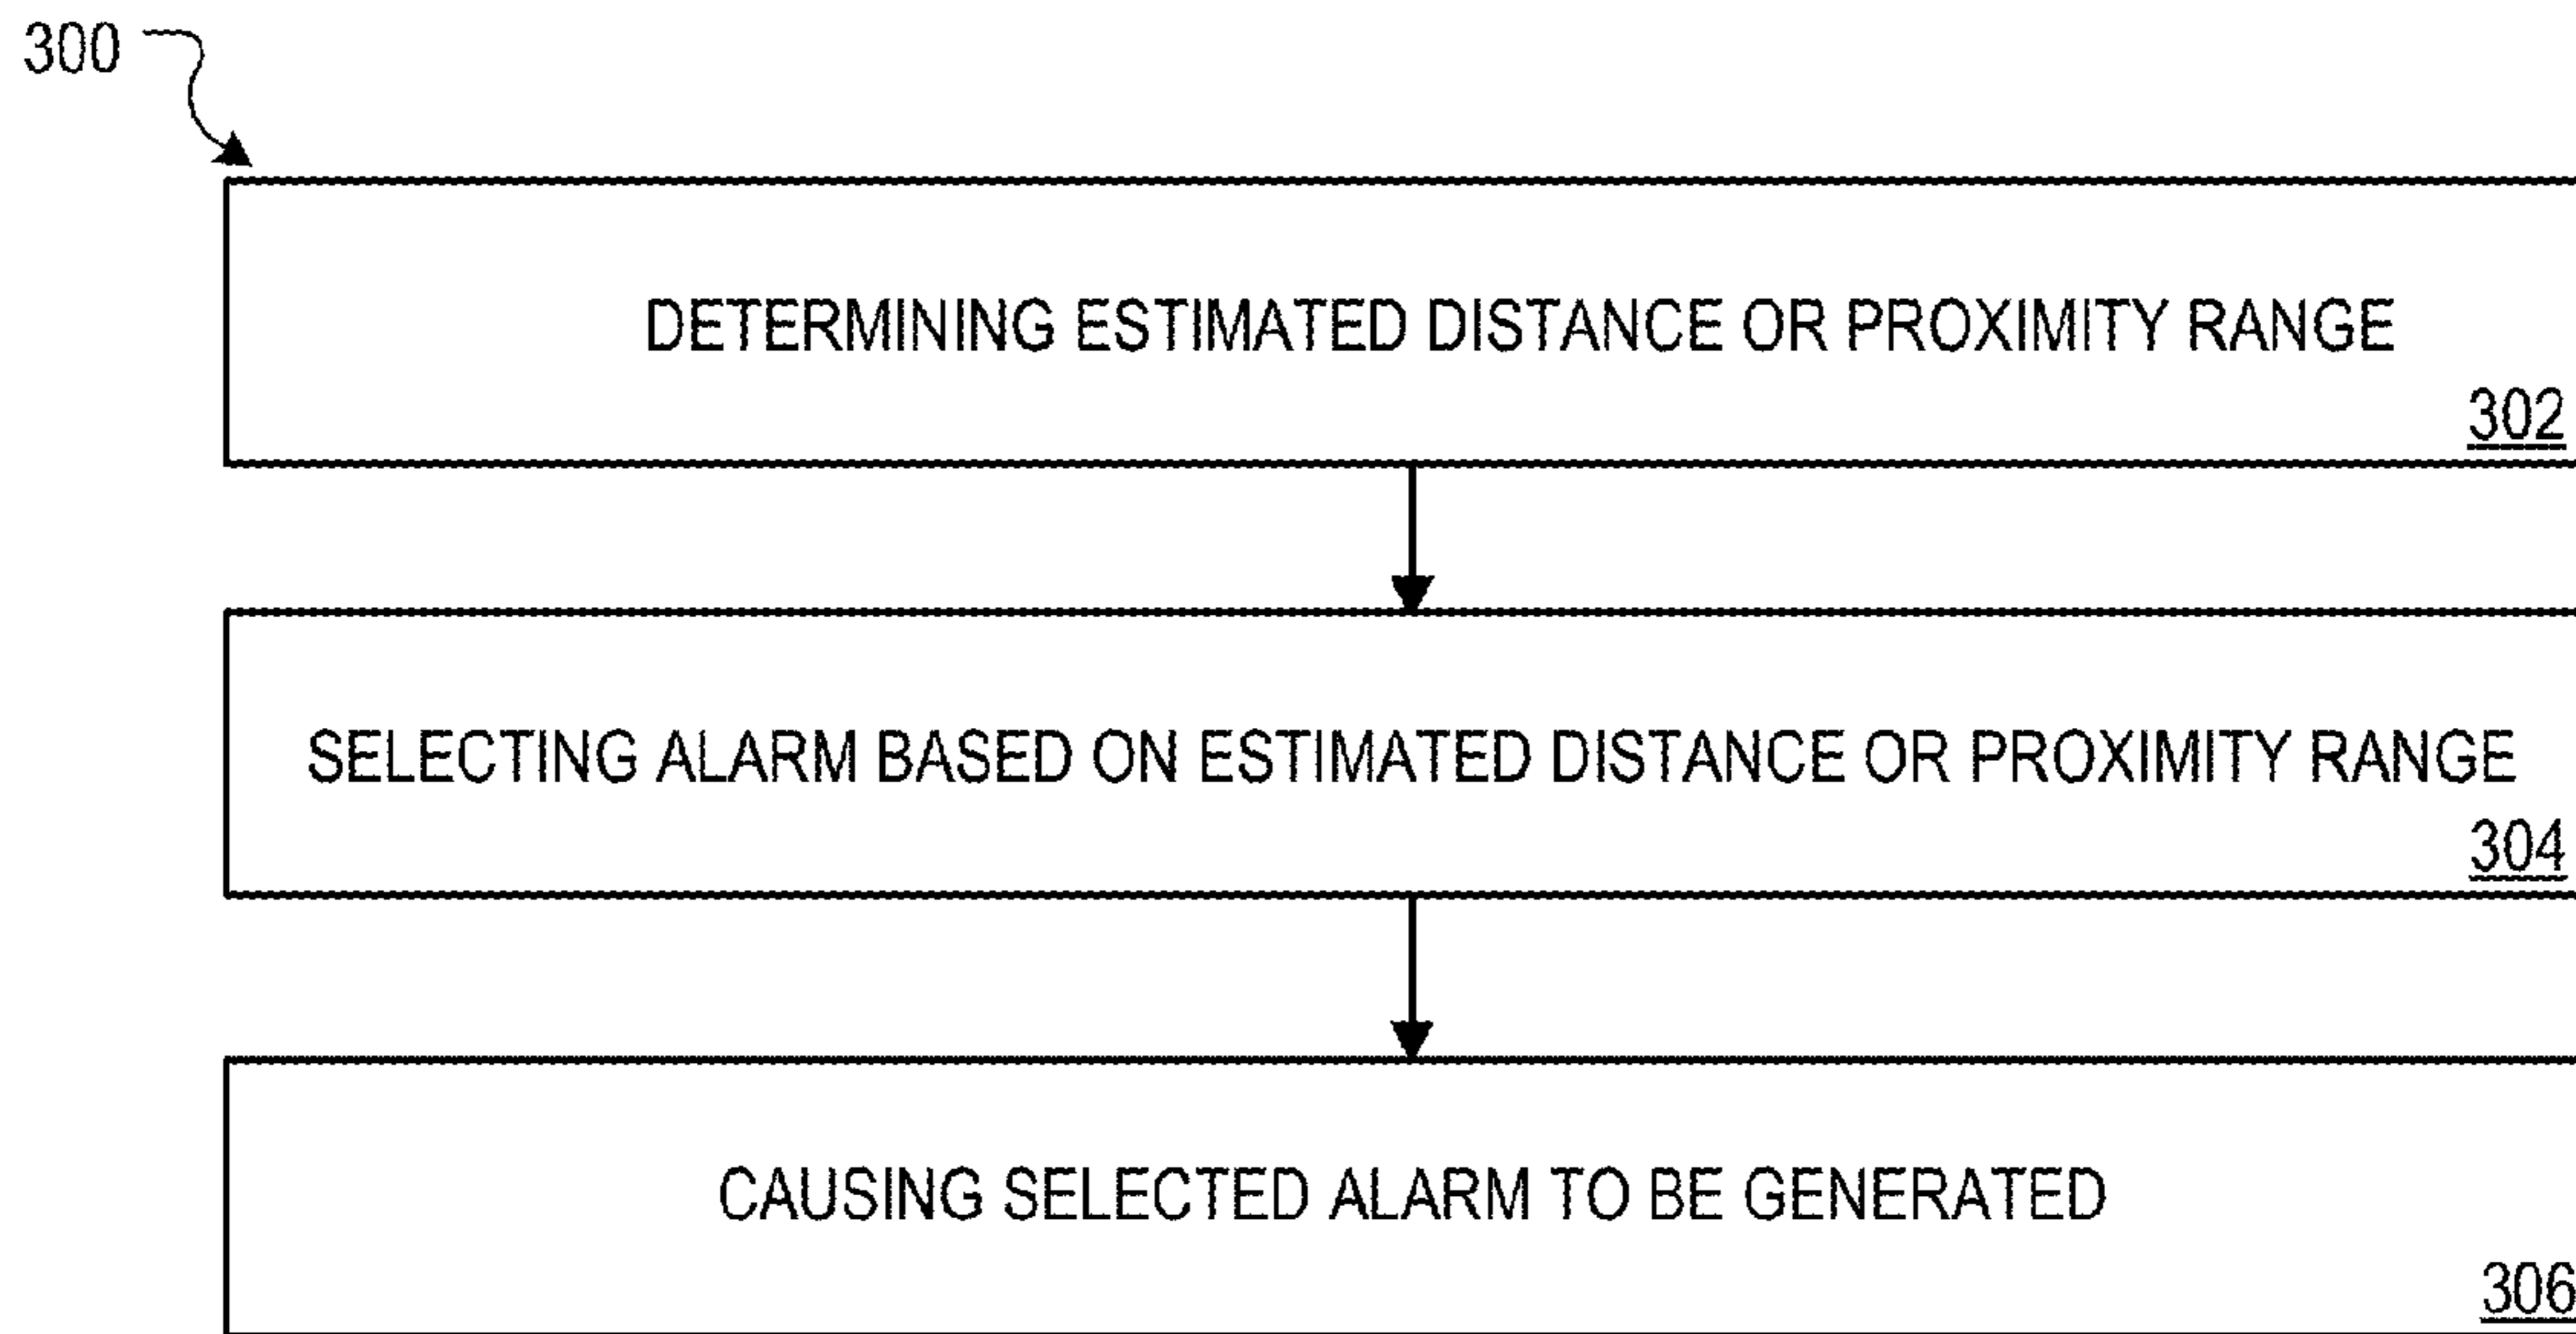 300
DETERMINING ESTIMATED DISTANCE OR PROXIMITY RANGE
302
SELECTING ALARM BASED ON ESTIMATED DISTANCE OR PROXIMITY RANGE
304
CAUSING SELECTED ALARM TO BE GENERATED
306